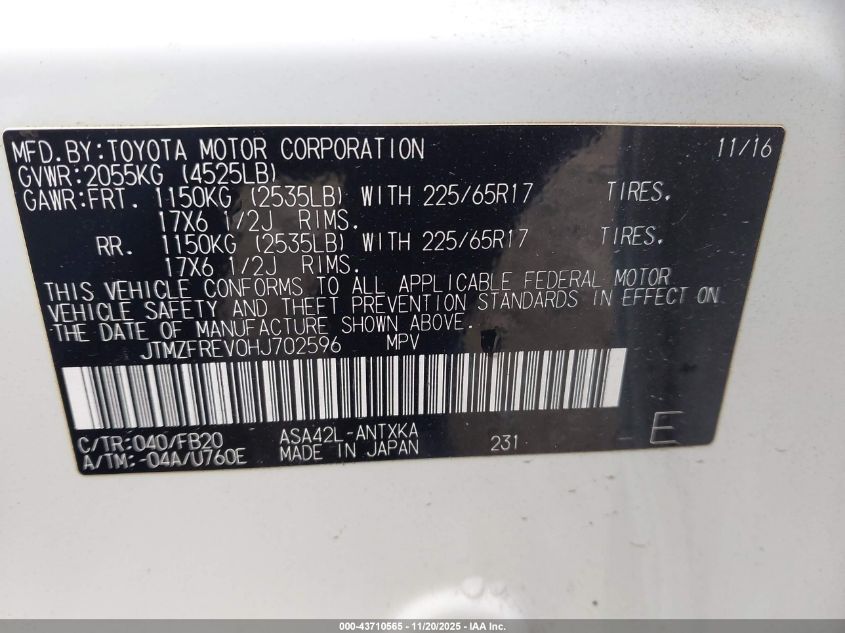 MFD.BY:TOYOTA MOTOR CORPORATION 11/16
GVWR:2055KG (4525LB)
GAWR:FRT. 1150KG (2535LB) WITH 225/65R17 TIRES.
17X6 1/2J RIMS.
RR. 1150KG (2535LB) WITH 225/65R17 TIRES.
17X6 1/2J RIMS.
THIS VEHICLE CONFORMS TO ALL APPLICABLE FEDERAL MOTOR
VEHICLE SAFETY AND THEFT PREVENTION STANDARDS IN EFFECT ON
THE DATE OF MANUFACTURE SHOWN ABOVE.
JTMZFREV0HJ702596 MPV
C/TR:040/FB20 ASA42L-ANTXKA
A/TM:-04A/U760E MADE IN JAPAN 231 E
000-43710565 - 11/20/2025 - IAA Inc.